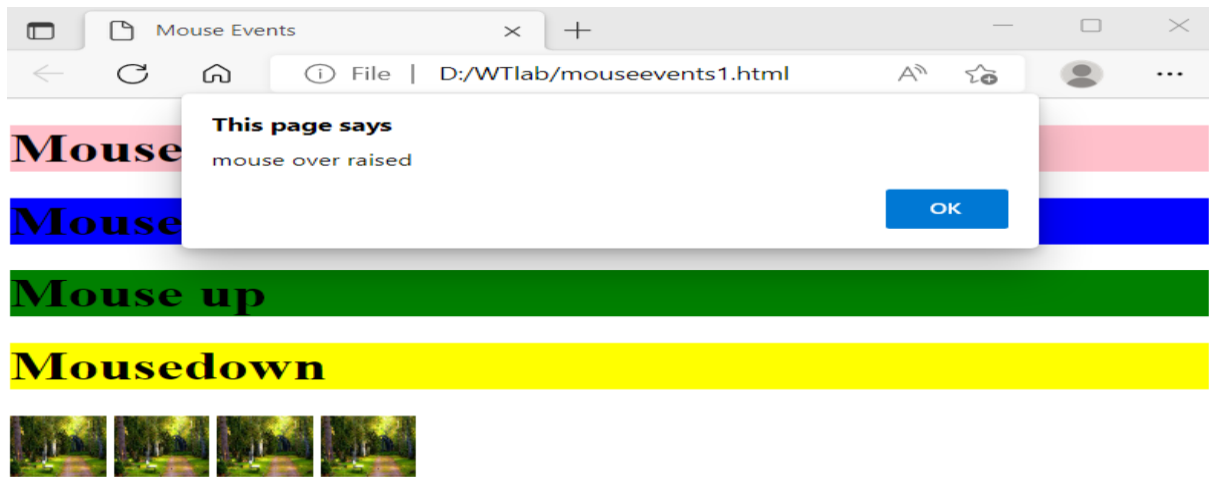 Mouse Events
File | D:/WTlab/mouseevents1.html
This page says
mouse over raised
OK
Mouse
Mouse
Mouse up
Mousedown